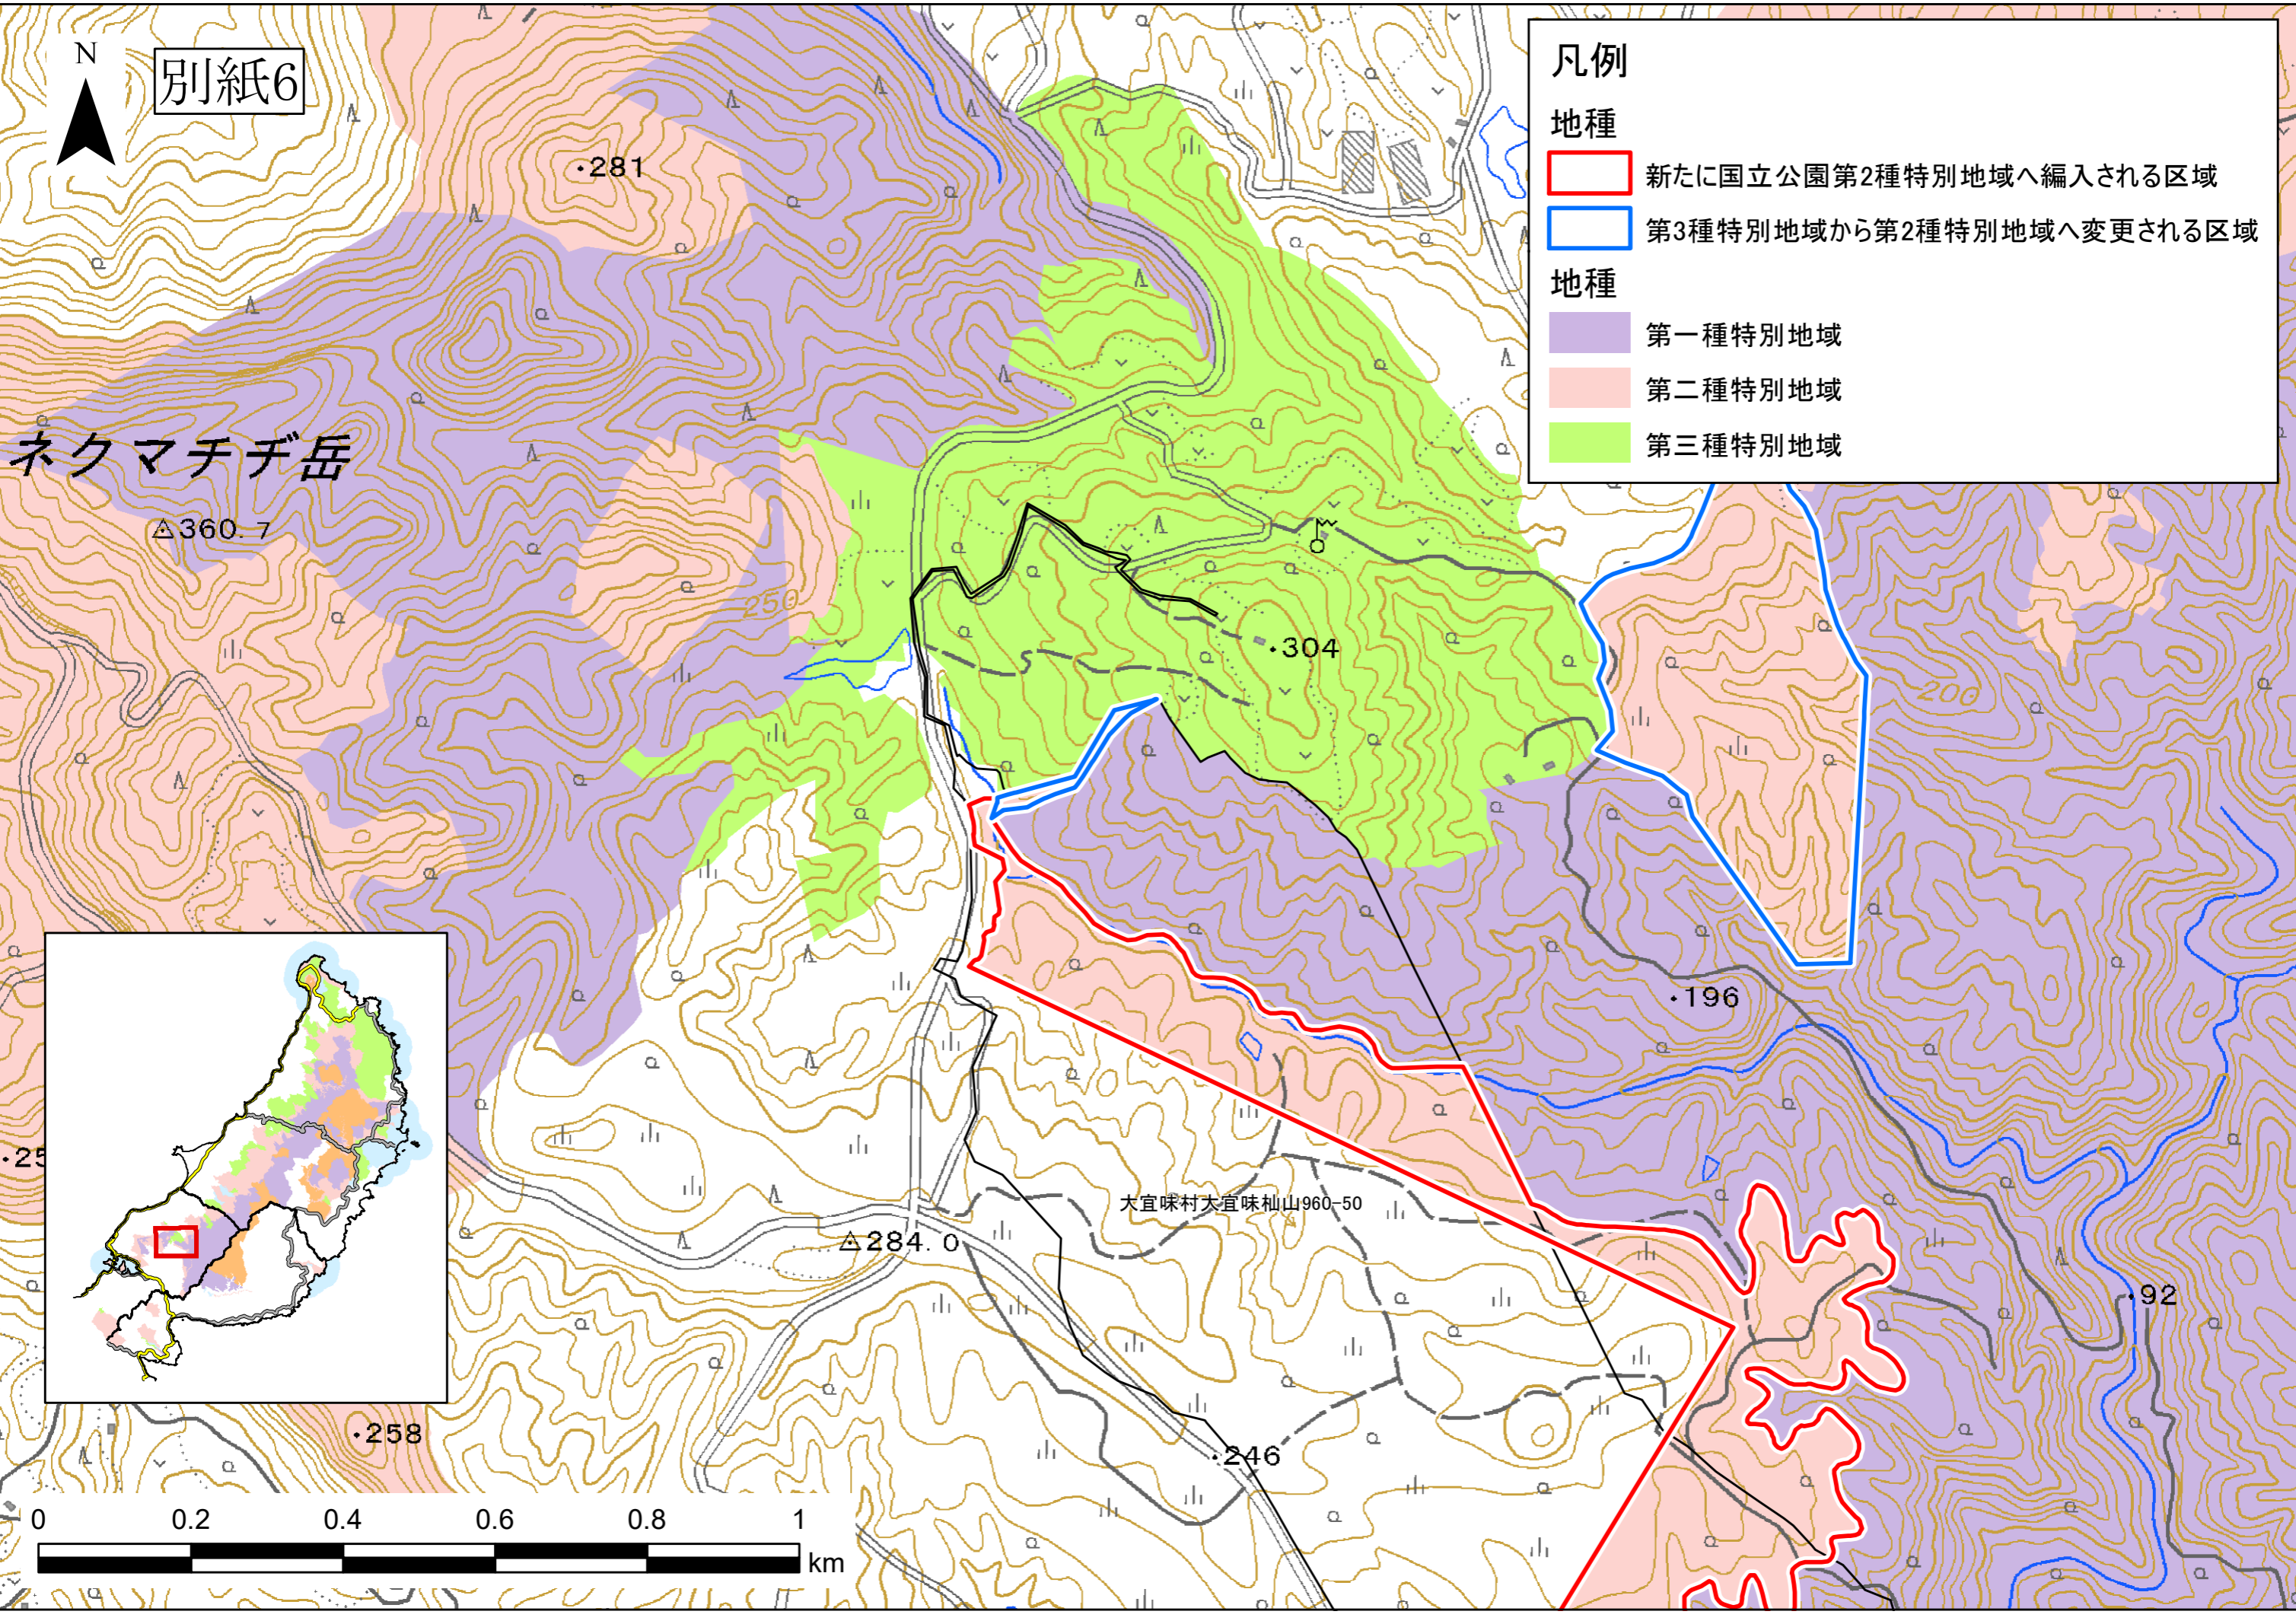 N
別紙6
凡例
地種
新たに国立公園第2種特別地域へ編入される区域
第3種特別地域から第2種特別地域へ変更される区域
地種
第一種特別地域
第二種特別地域
第三種特別地域
・281
ネクマチヂ岳
360.7
250
・304
200
・196
・25
大宜味村大宜味杣山960-50
284.0
・92
・258
・246
0 0.2 0.4 0.6 0.8 1
km